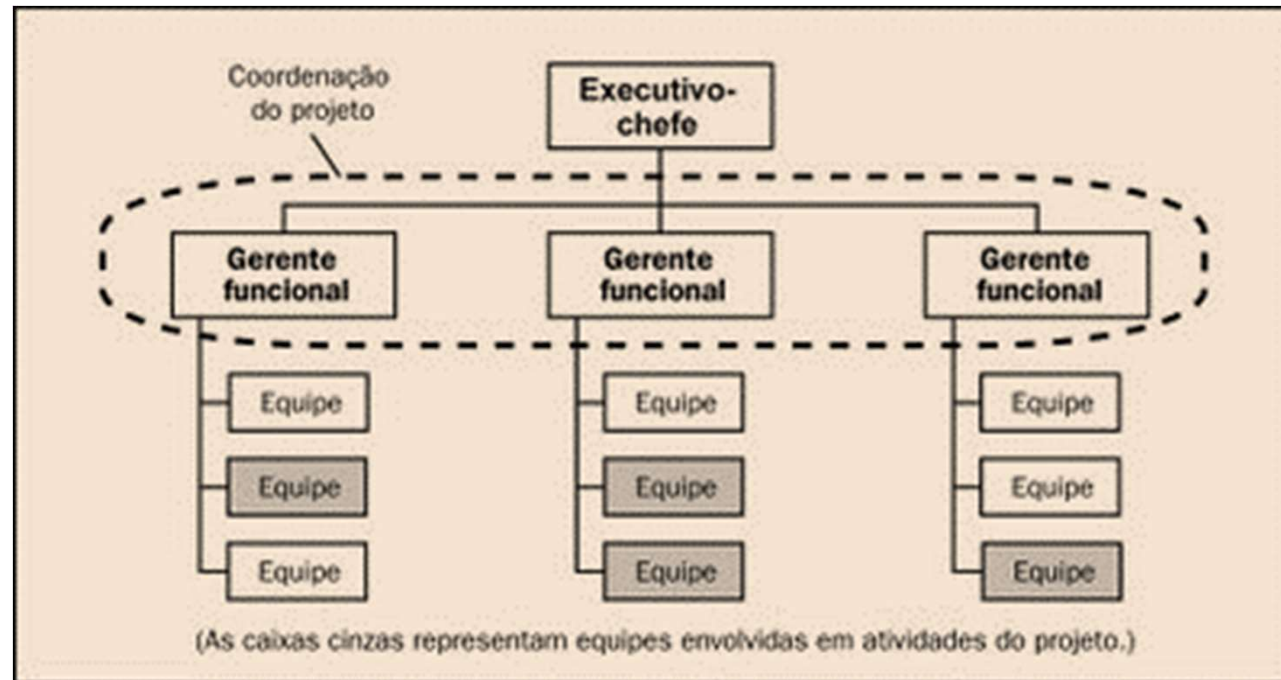 Coordenação
do projeto
Executivo-
chefe
Gerente
funcional
Gerente
funcional
Gerente
funcional
Equipe
Equipe
Equipe
Equipe
Equipe
Equipe
Equipe
Equipe
Equipe
(As caixas cinzas representam equipes envolvidas em atividades do projeto.)